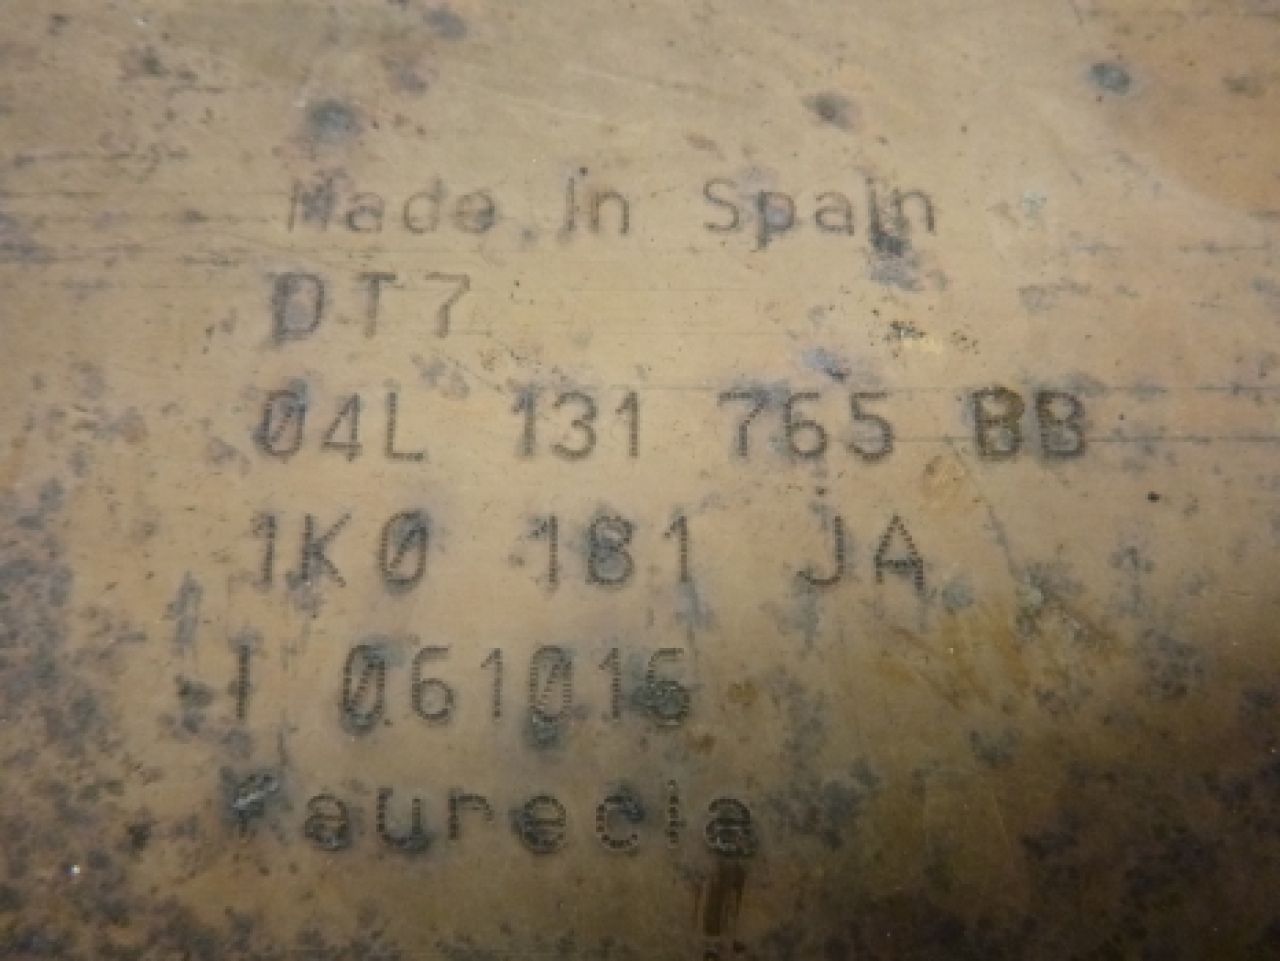 Made in Spain
DT7
04L 131 765 BB
1K0 181 JA
I 061016
Faurecia